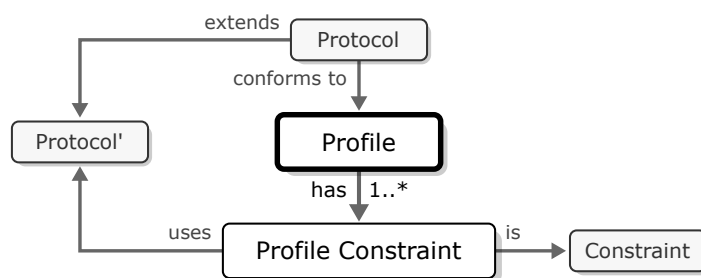 extends
Protocol
conforms to
Protocol'
Profile
has 1..*
uses
Profile Constraint
is
Constraint